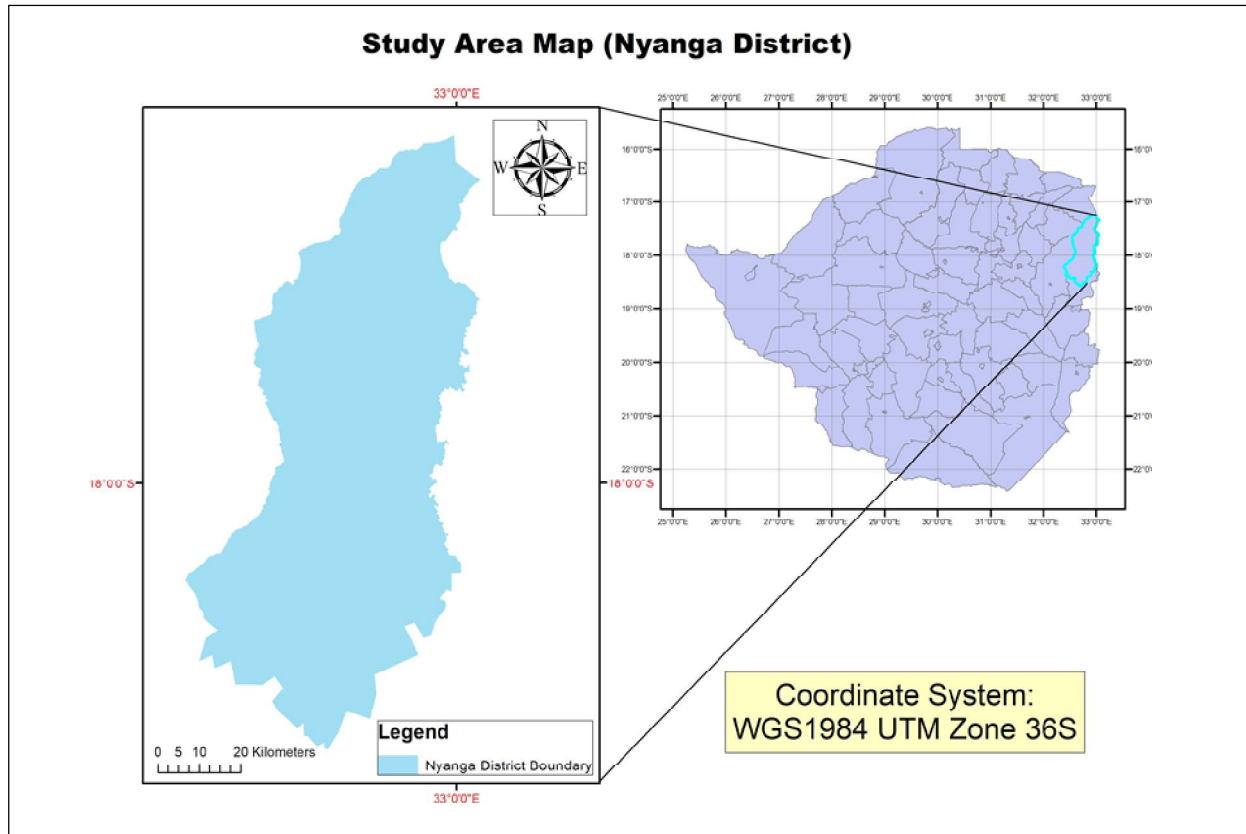 Study Area Map (Nyanga District)
33°0'0"E
N
W E
S
18°0'0"S
18°0'0"S
Legend
Nyanga District Boundary
0 5 10 20 Kilometers
33°0'0"E
25°0'0"E 26°0'0"E 27°0'0"E 28°0'0"E 29°0'0"E 30°0'0"E 31°0'0"E 32°0'0"E 33°0'0"E
16°0'0"S
17°0'0"S
18°0'0"S
19°0'0"S
20°0'0"S
21°0'0"S
22°0'0"S
25°0'0"E 26°0'0"E 27°0'0"E 28°0'0"E 29°0'0"E 30°0'0"E 31°0'0"E 32°0'0"E 33°0'0"E
Coordinate System:
WGS1984 UTM Zone 36S